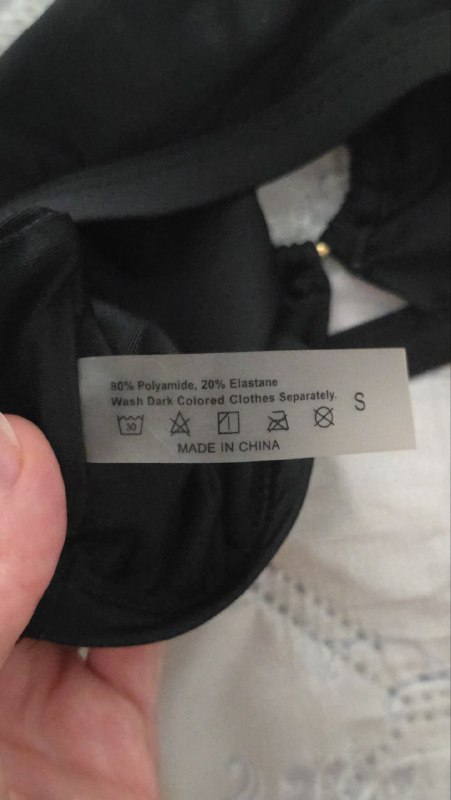 80% Polyamide, 20% Elastane
Wash Dark Colored Clothes Separately.
30
S
MADE IN CHINA